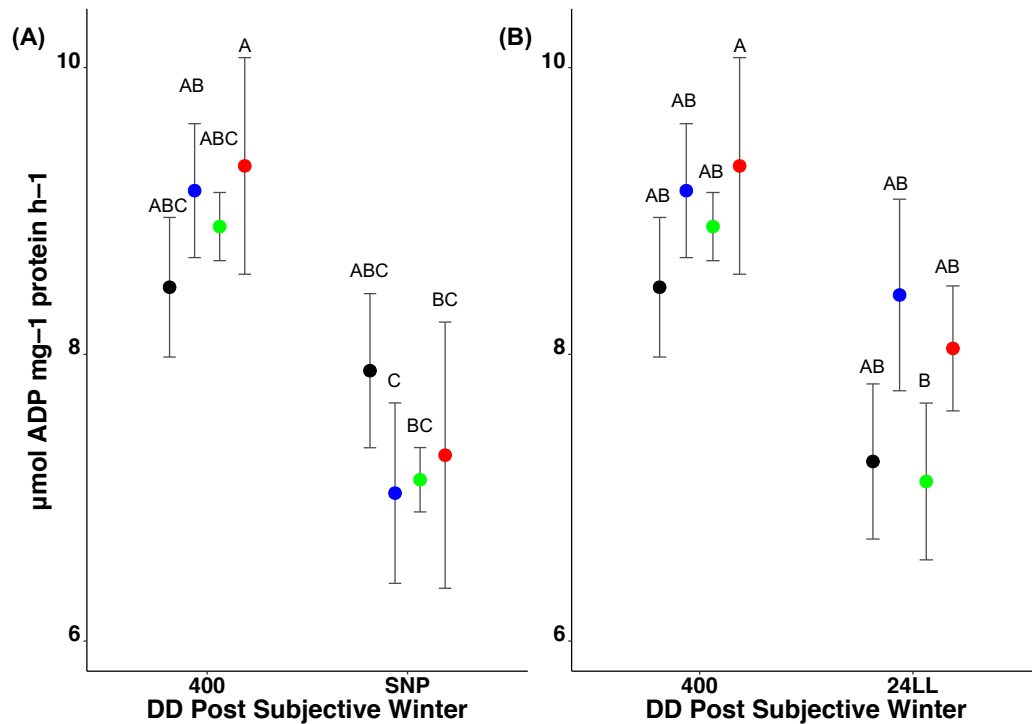 (A)
(B)
µmol ADP mg−1 protein h−1
10
8
6
ABC
AB
ABC
A
ABC
C
BC
BC
400
SNP
DD Post Subjective Winter
10
8
6
AB
AB
AB
A
AB
AB
B
AB
400
24LL
DD Post Subjective Winter